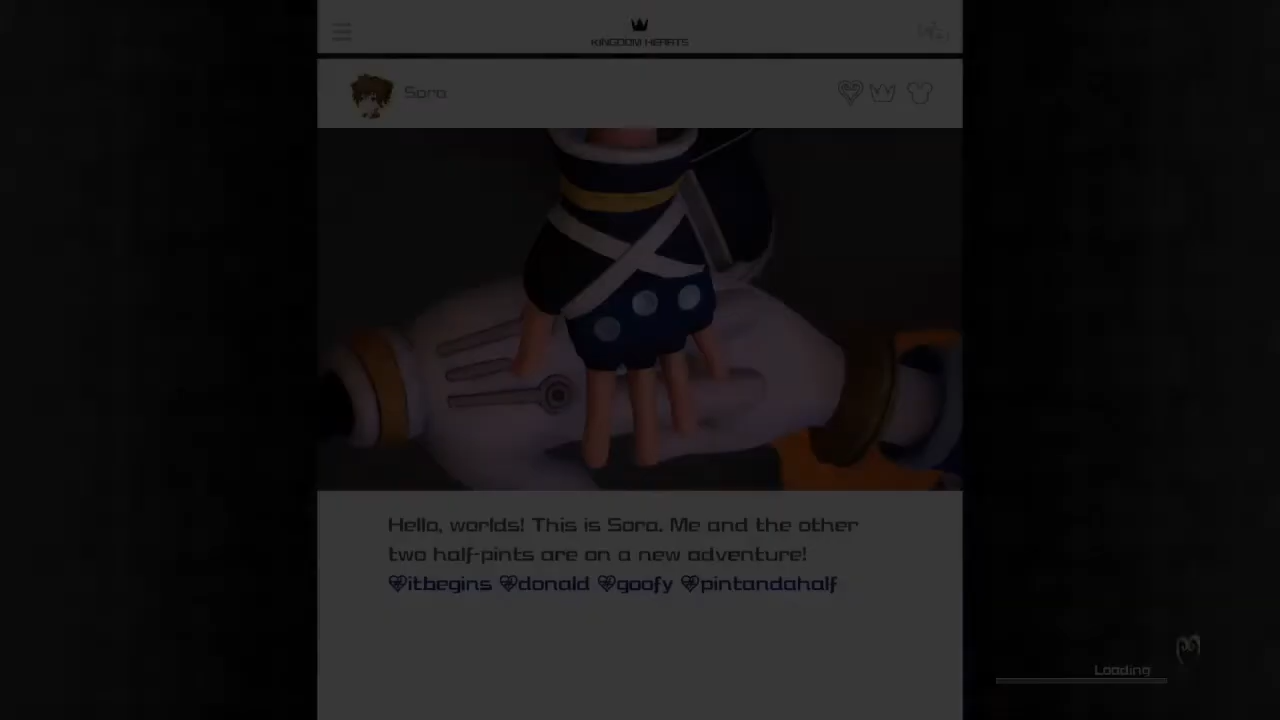 KINGDOM HEARTS
Sora
Hello, worlds! This is Sora. Me and the other
two half-pints are on a new adventure!
itbegins donald goofy pintandahalf
Loading